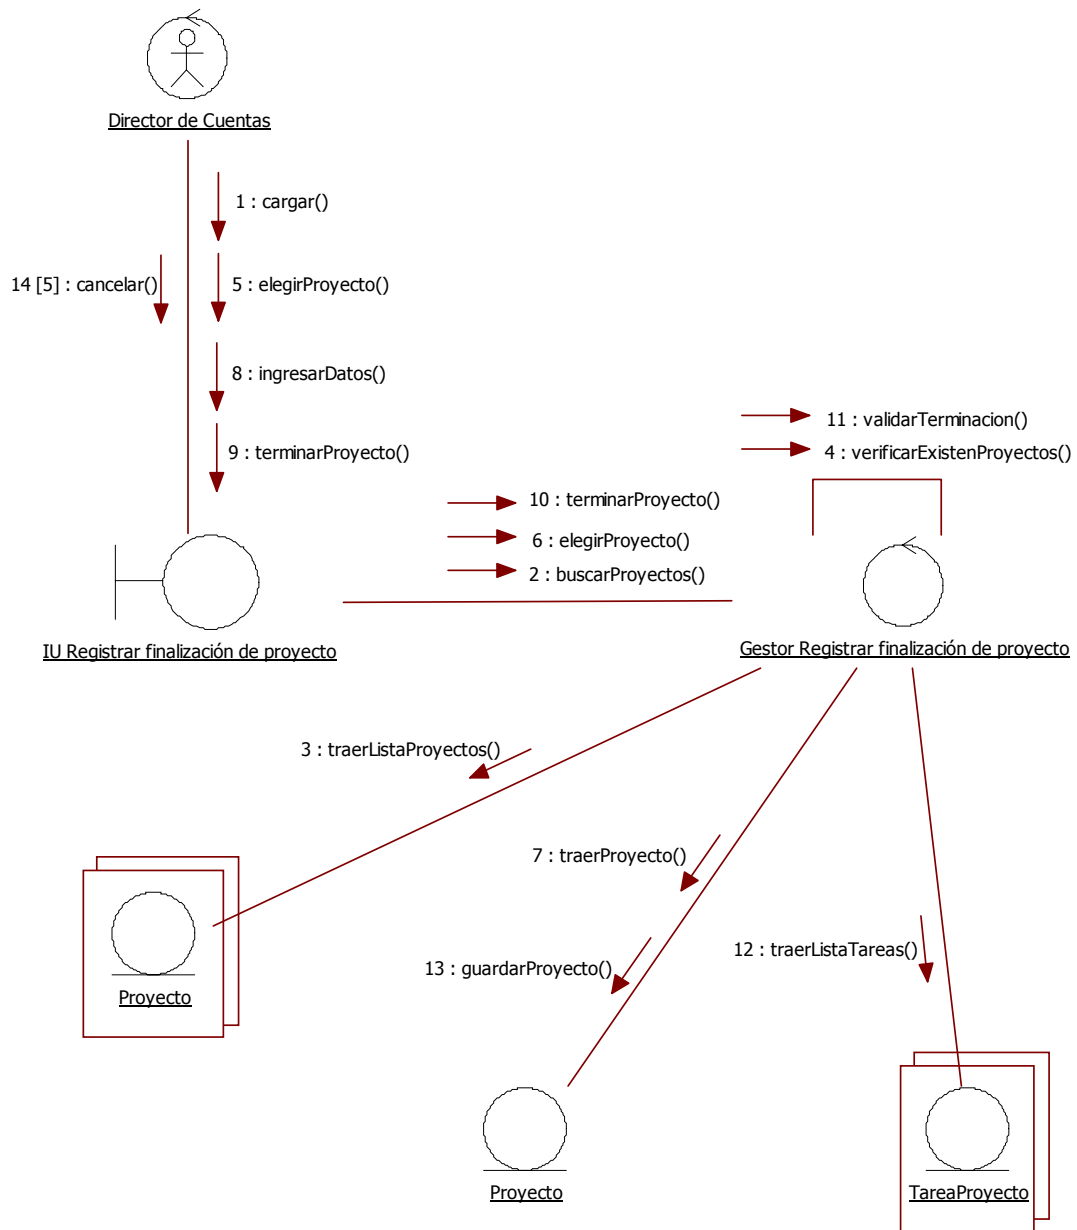 Director de Cuentas
1 : cargar()
14 [5] : cancelar()
5 : elegirProyecto()
8 : ingresarDatos()
9 : terminarProyecto()
11 : validarTerminacion()
4 : verificarExistenProyectos()
10 : terminarProyecto()
6 : elegirProyecto()
2 : buscarProyectos()
IU Registrar finalización de proyecto
Gestor Registrar finalización de proyecto
3 : traerListaProyectos()
7 : traerProyecto()
12 : traerListaTareas()
13 : guardarProyecto()
Proyecto
Proyecto
TareaProyecto